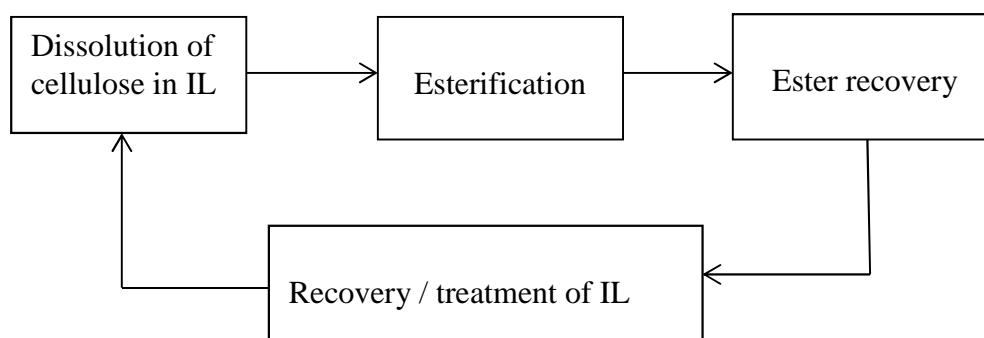 Dissolution of
cellulose in IL
Esterification
Ester recovery
Recovery / treatment of IL